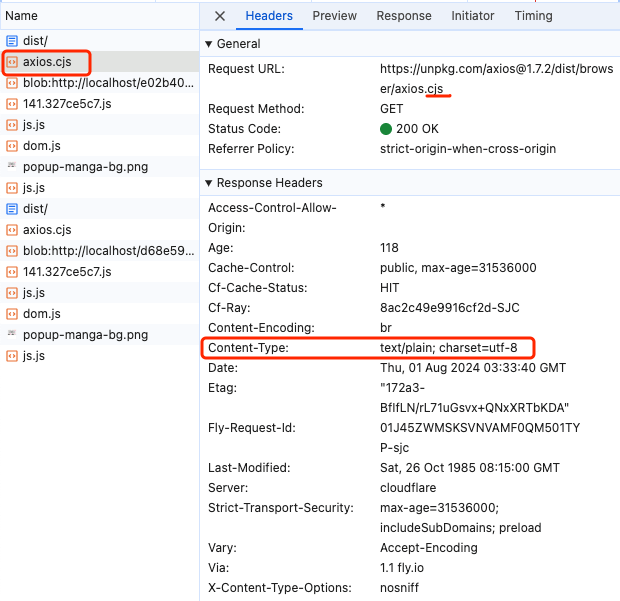 Name
dist/
axios.cjs
blob:http://localhost/e02b40...
141.327ce5c7.js
js.js
dom.js
popup-manga-bg.png
js.js
dist/
axios.cjs
blob:http://localhost/d68e59...
141.327ce5c7.js
js.js
dom.js
popup-manga-bg.png
js.js
Headers Preview Response Initiator Timing
General
Request URL: https://unpkg.com/axios@1.7.2/dist/brows
er/axios.cjs
Request Method: GET
Status Code: 200 OK
Referrer Policy: strict-origin-when-cross-origin
Response Headers
Access-Control-Allow- *
Origin:
Age: 118
Cache-Control: public, max-age=31536000
Cf-Cache-Status: HIT
Cf-Ray: 8ac2c49e9916cf2d-SJC
Content-Encoding: br
Content-Type: text/plain; charset=utf-8
Date: Thu, 01 Aug 2024 03:33:40 GMT
Etag: "172a3-
BfIfLN/rL71uGsvx+QNxXRTbKDA"
Fly-Request-Id: 01J45ZWMSKSVNVAMF0QM501TY
P-sjc
Last-Modified: Sat, 26 Oct 1985 08:15:00 GMT
Server: cloudflare
Strict-Transport-Security: max-age=31536000;
includeSubDomains; preload
Vary: Accept-Encoding
Via: 1.1 fly.io
X-Content-Type-Options: nosniff